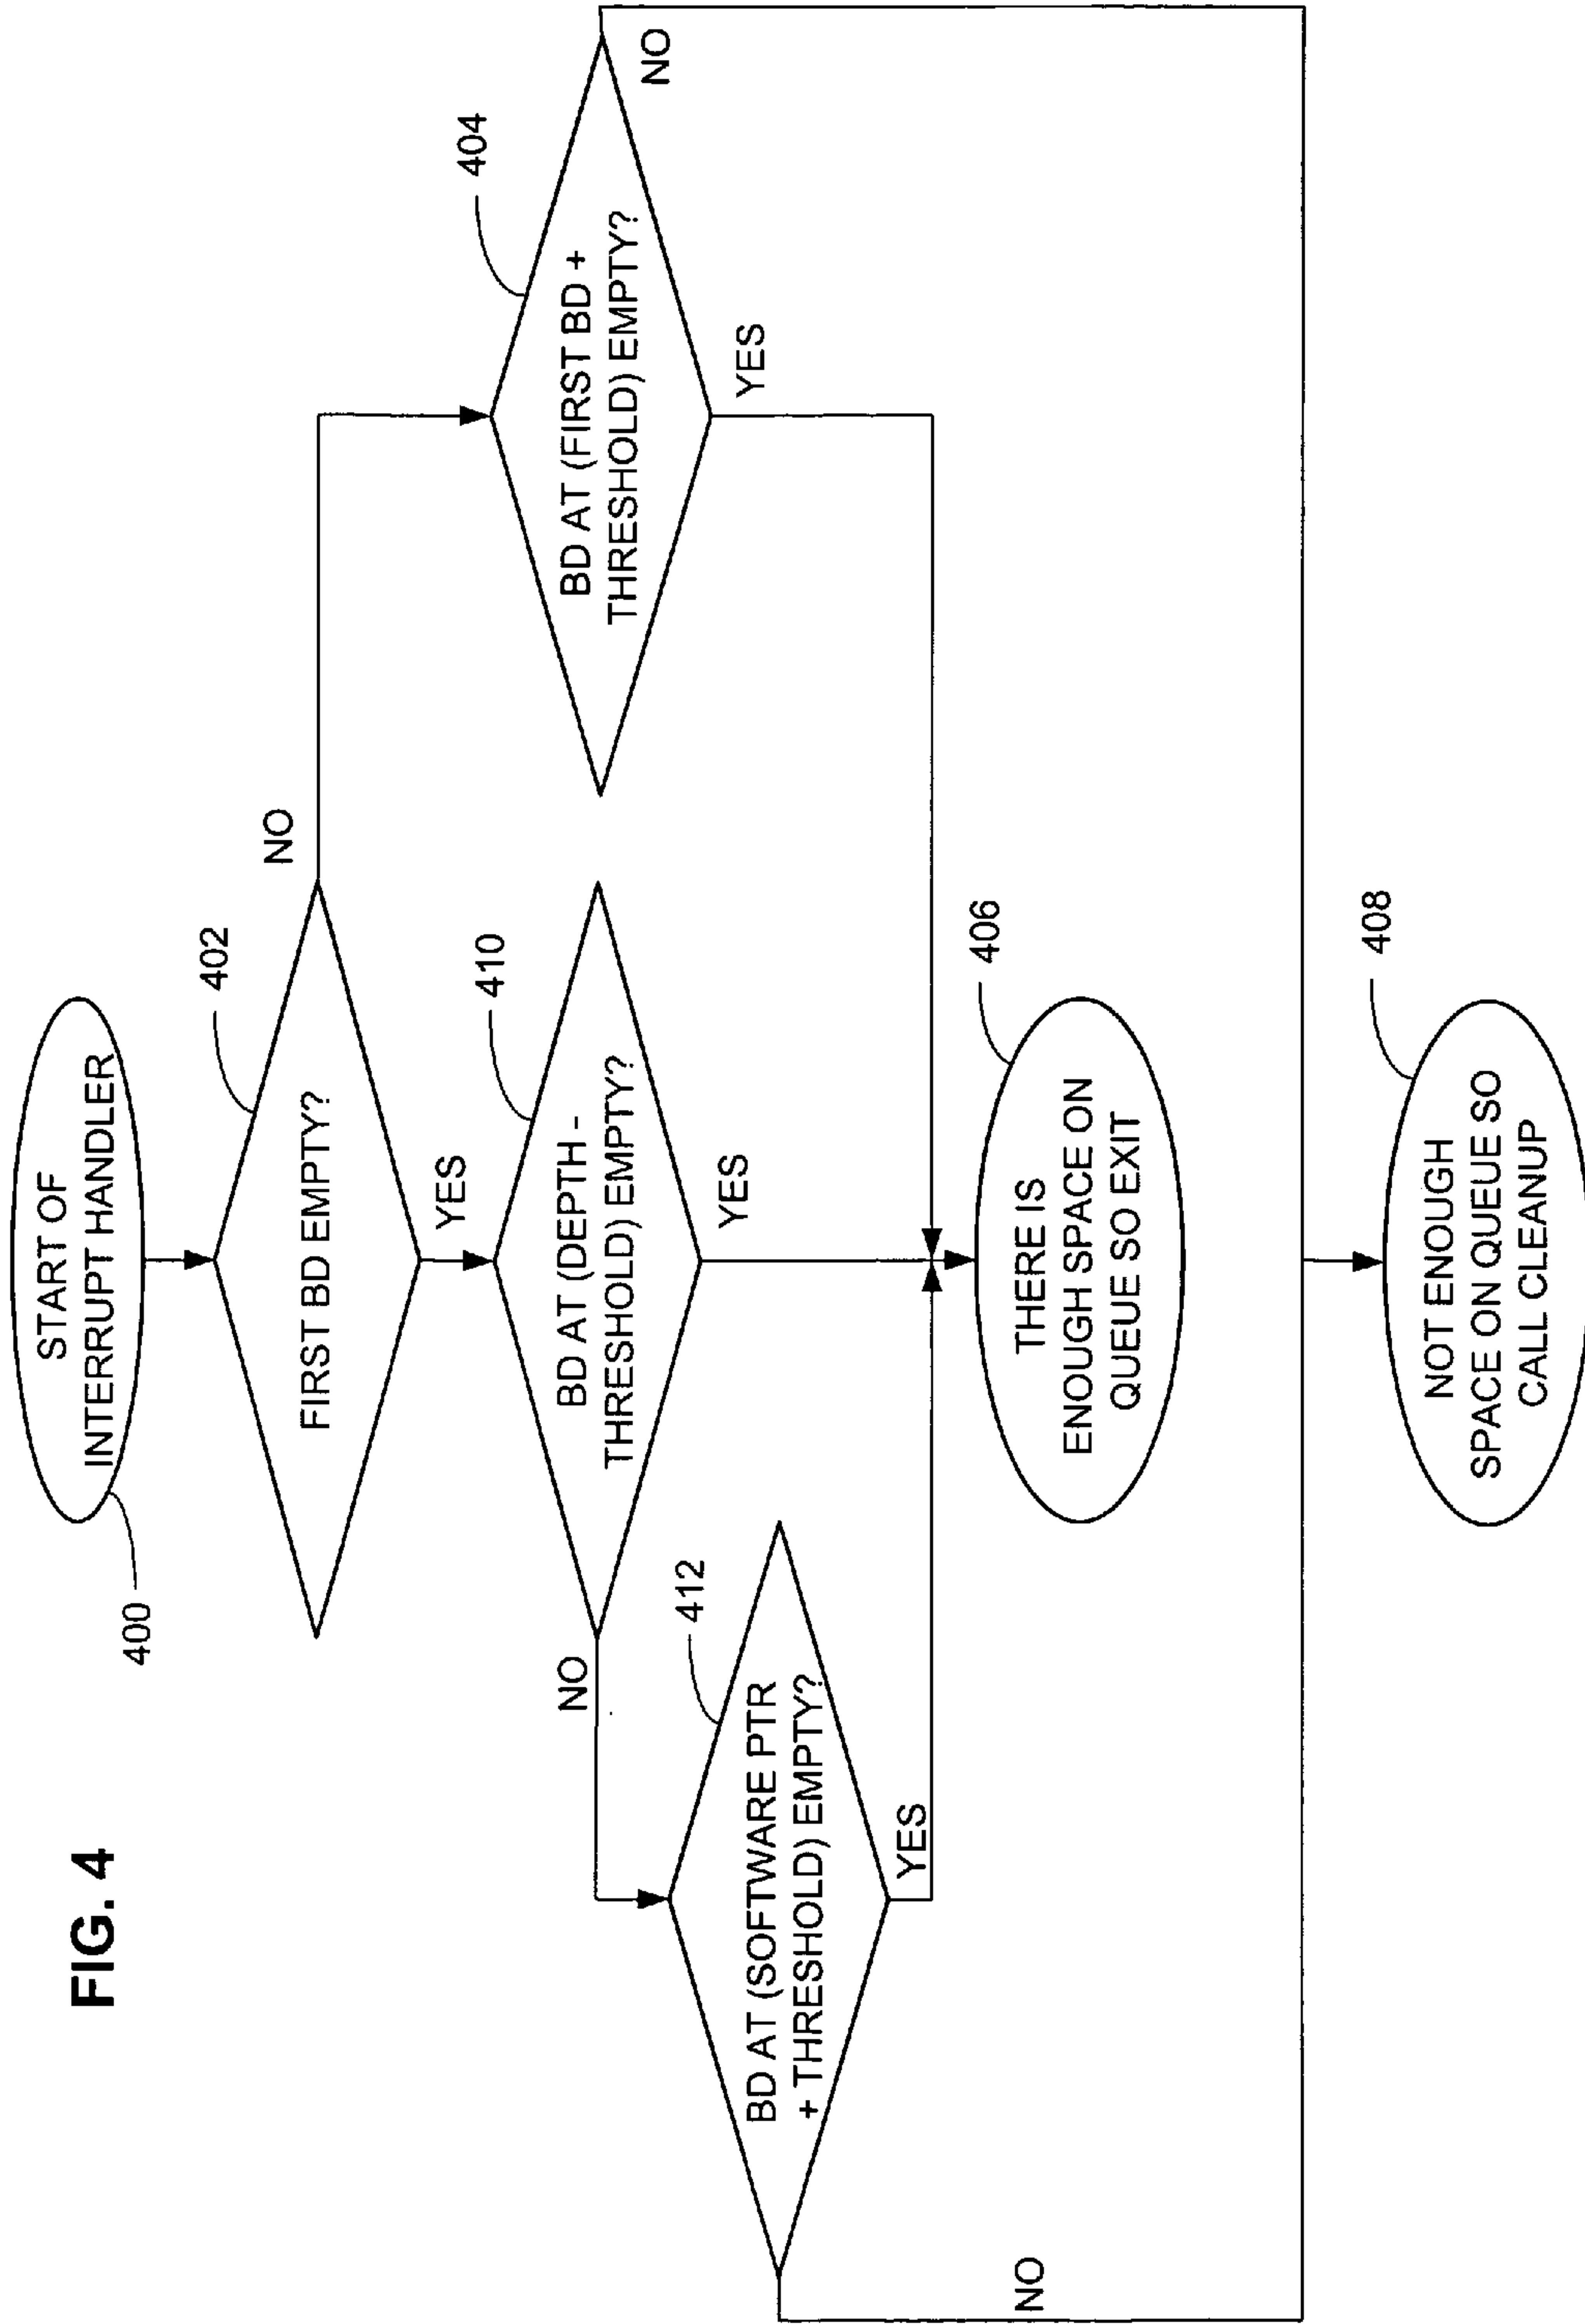 FIG. 4
START OF
INTERRUPT HANDLER
400
FIRST BD EMPTY?
402
NO
YES
BD AT (DEPTH -
THRESHOLD) EMPTY?
410
NO
YES
BD AT (FIRST BD +
THRESHOLD) EMPTY?
404
NO
YES
BD AT (SOFTWARE PTR
+ THRESHOLD) EMPTY?
412
YES
NO
THERE IS
ENOUGH SPACE ON
QUEUE SO EXIT
406
NOT ENOUGH
SPACE ON QUEUE SO
CALL CLEANUP
408